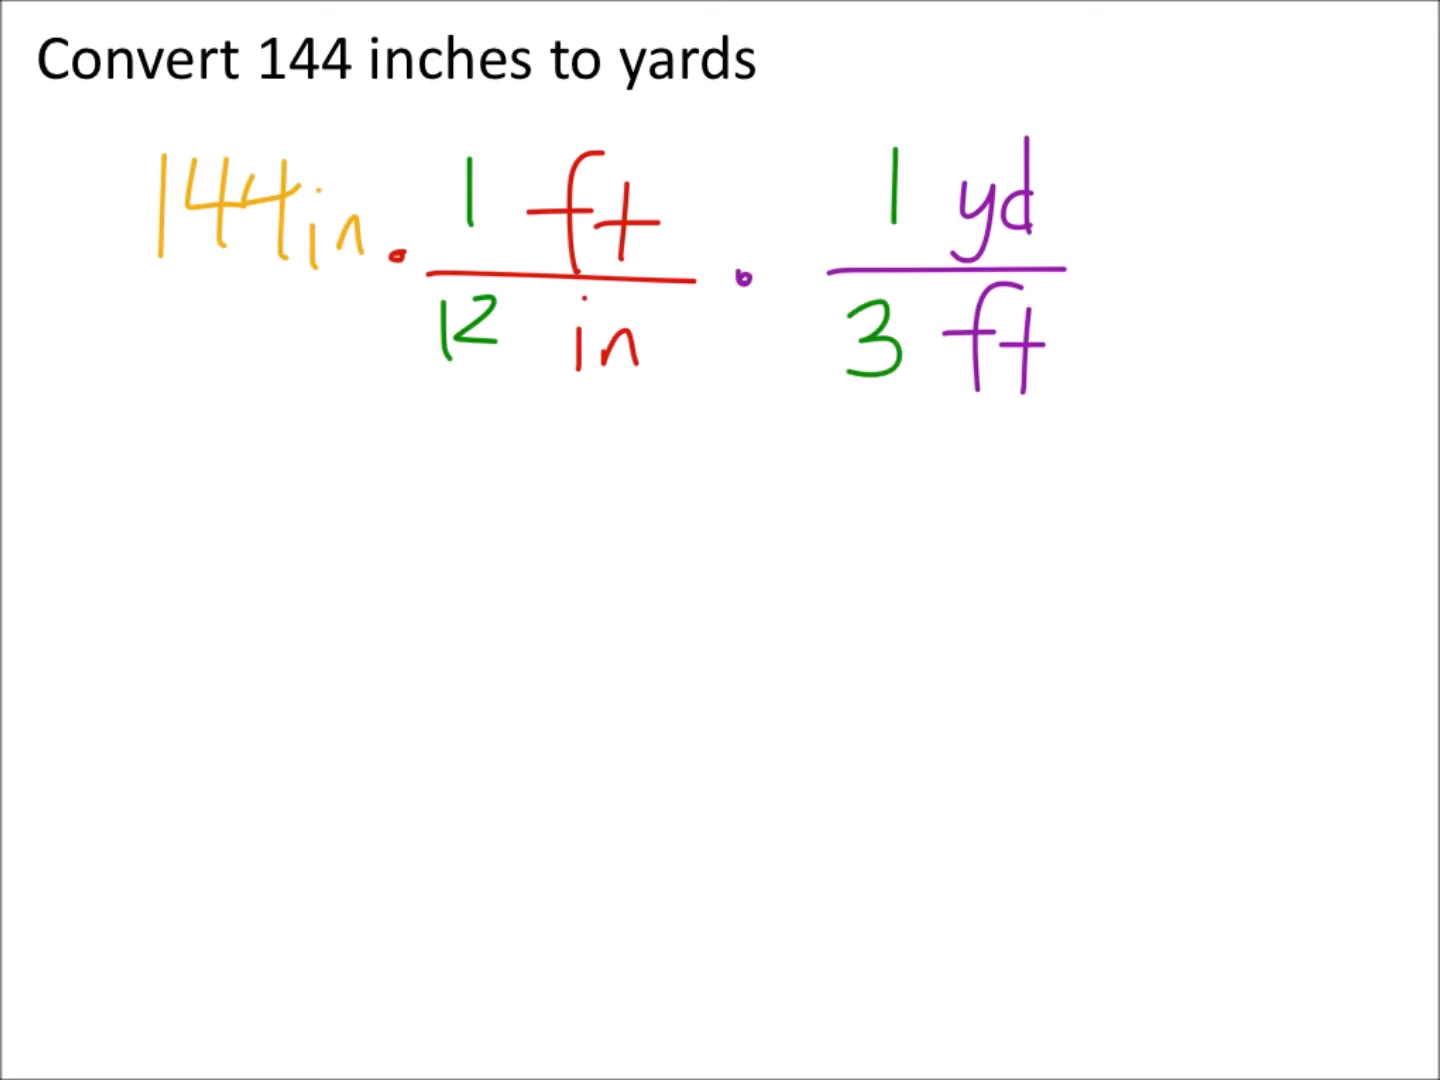 Convert 144 inches to yards
144in . 1 ft . 1 yd
12 in 3 ft